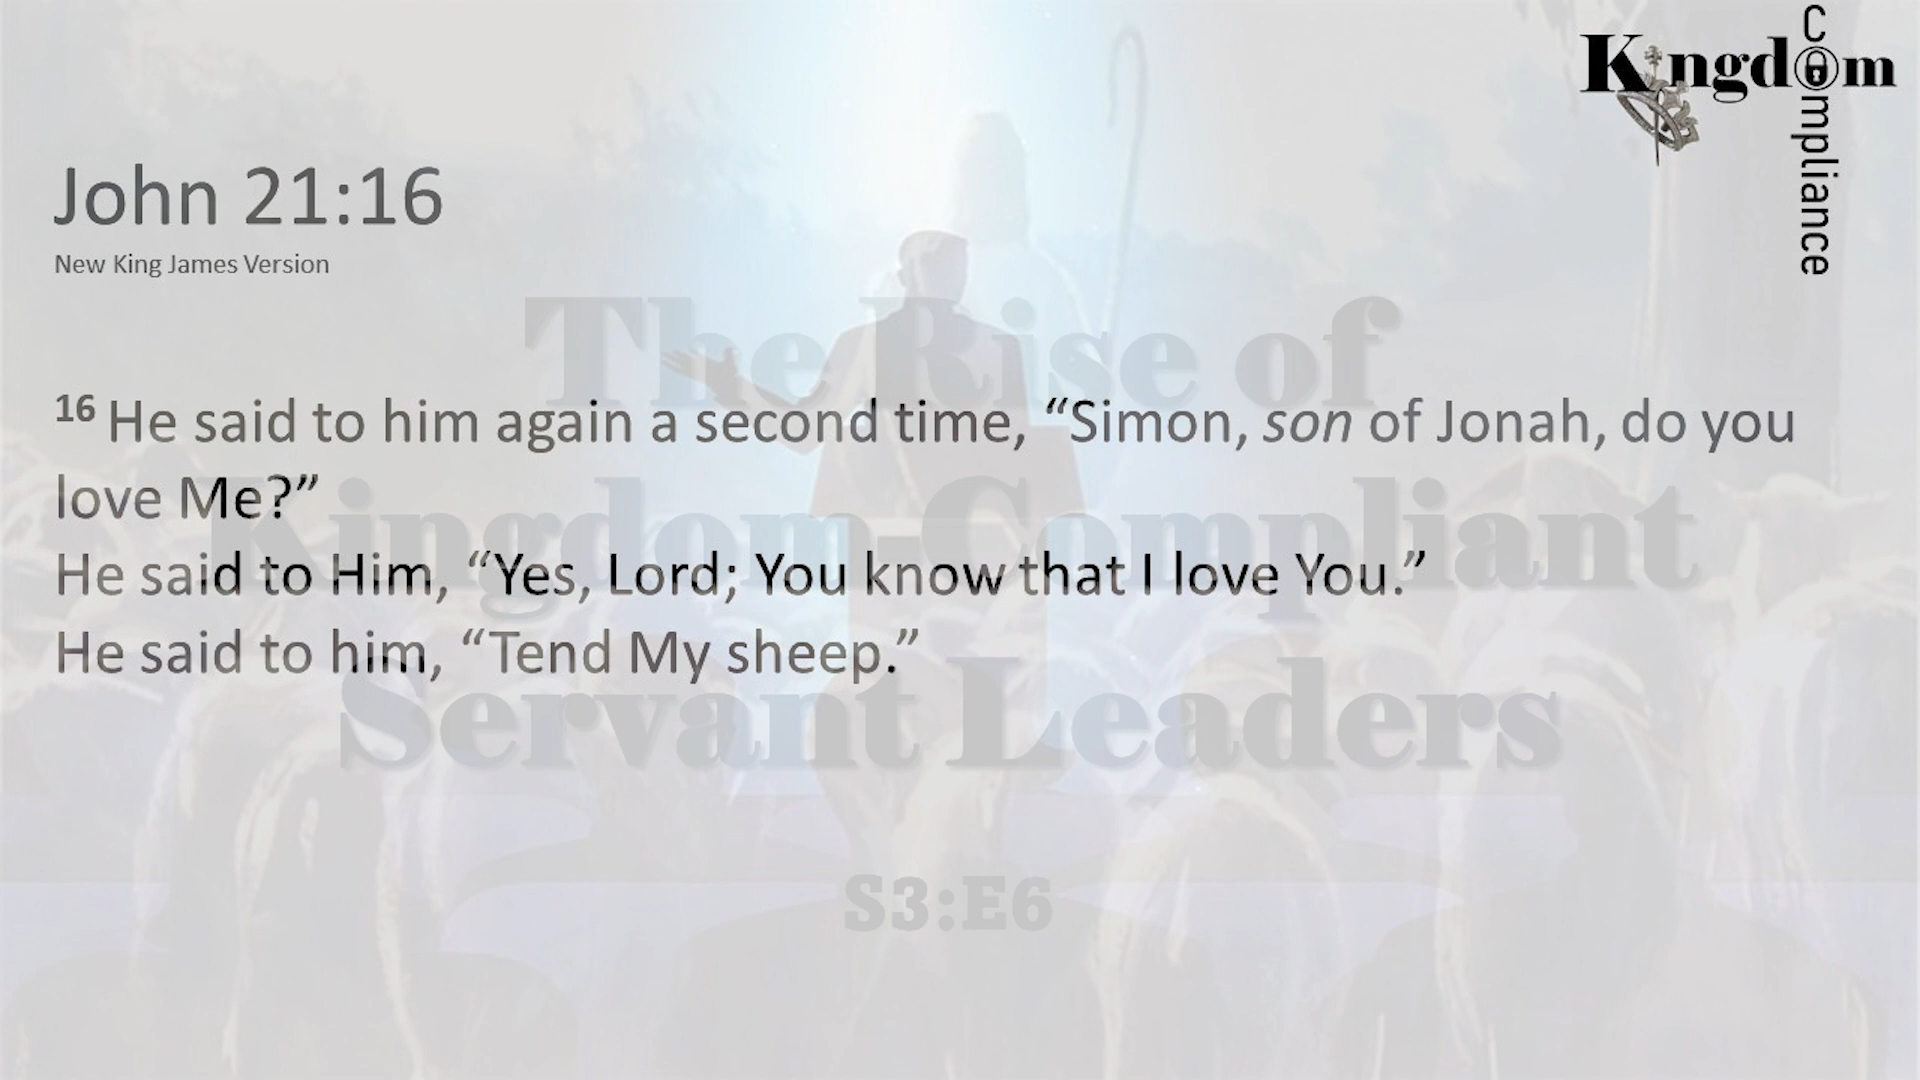 Kingdom
Compliance
John 21:16
New King James Version
The Rise of
16 He said to him again a second time, “Simon, son of Jonah, do you
love Me?”
Kingdom-Compliant
He said to Him, “Yes, Lord; You know that I love You.”
He said to him, “Tend My sheep.”
Servant Leaders
S3:E6